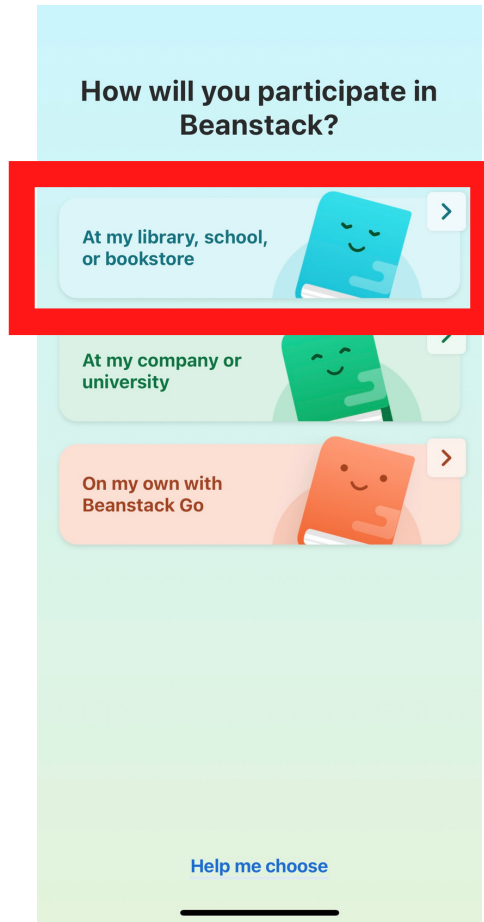 How will you participate in
Beanstack?
At my library, school,
or bookstore
At my company or
university
On my own with
Beanstack Go
Help me choose